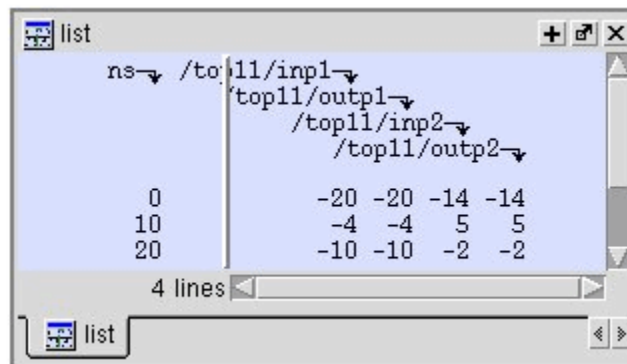 list
ns /top11/inp1
/top11/outp1
/top11/inp2
/top11/outp2
0 -20 -20 -14 -14
10 -4 -4 5 5
20 -10 -10 -2 -2
4 lines
list